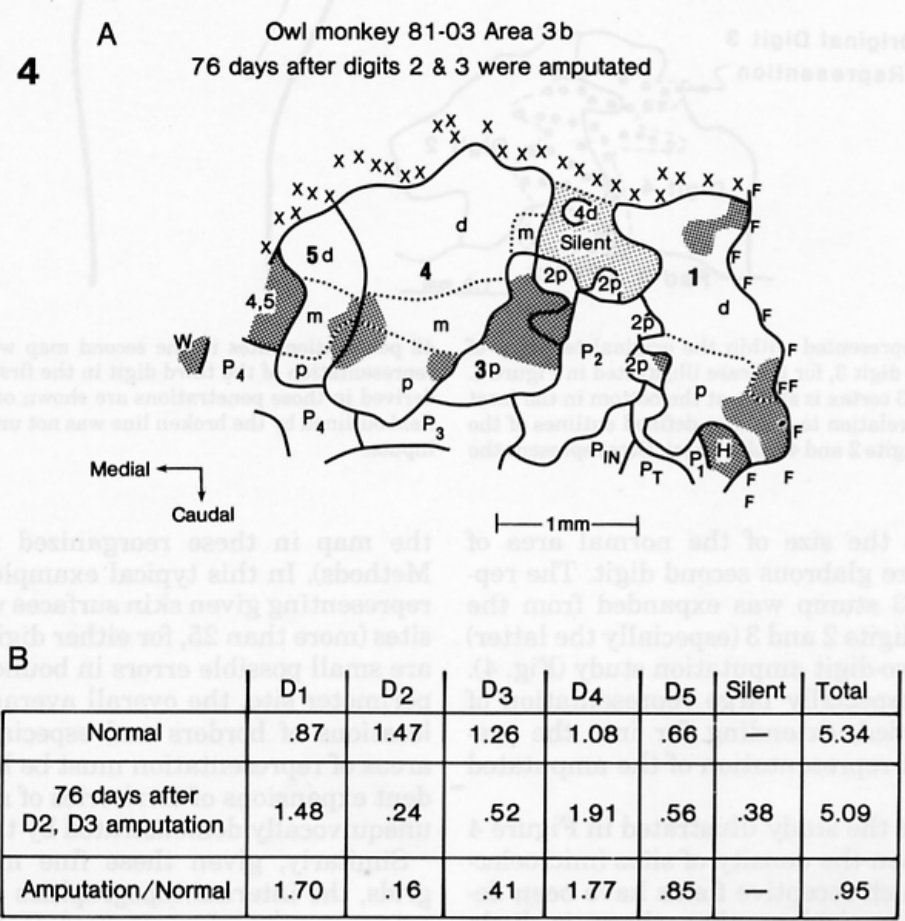 A
Owl monkey 81-03 Area 3b
4
76 days after digits 2 & 3 were amputated
X X X X
X X X X X X X X X X X X X X X X X X X X X F
4d
d m Silent F
5 d 4 1 F
2p 2p F
4,5 d
m m 2p F
W P4 p p 3p P2 2p F
FF
P4 P3 F
PIN PT P1 H
F F
F
Medial
Caudal
1mm
B
D1 D2 D3 D4 D5 Silent Total
Normal .87 1.47 1.26 1.08 .66 — 5.34
76 days after
D2, D3 amputation 1.48 .24 .52 1.91 .56 .38 5.09
Amputation/Normal 1.70 .16 .41 1.77 .85 — .95